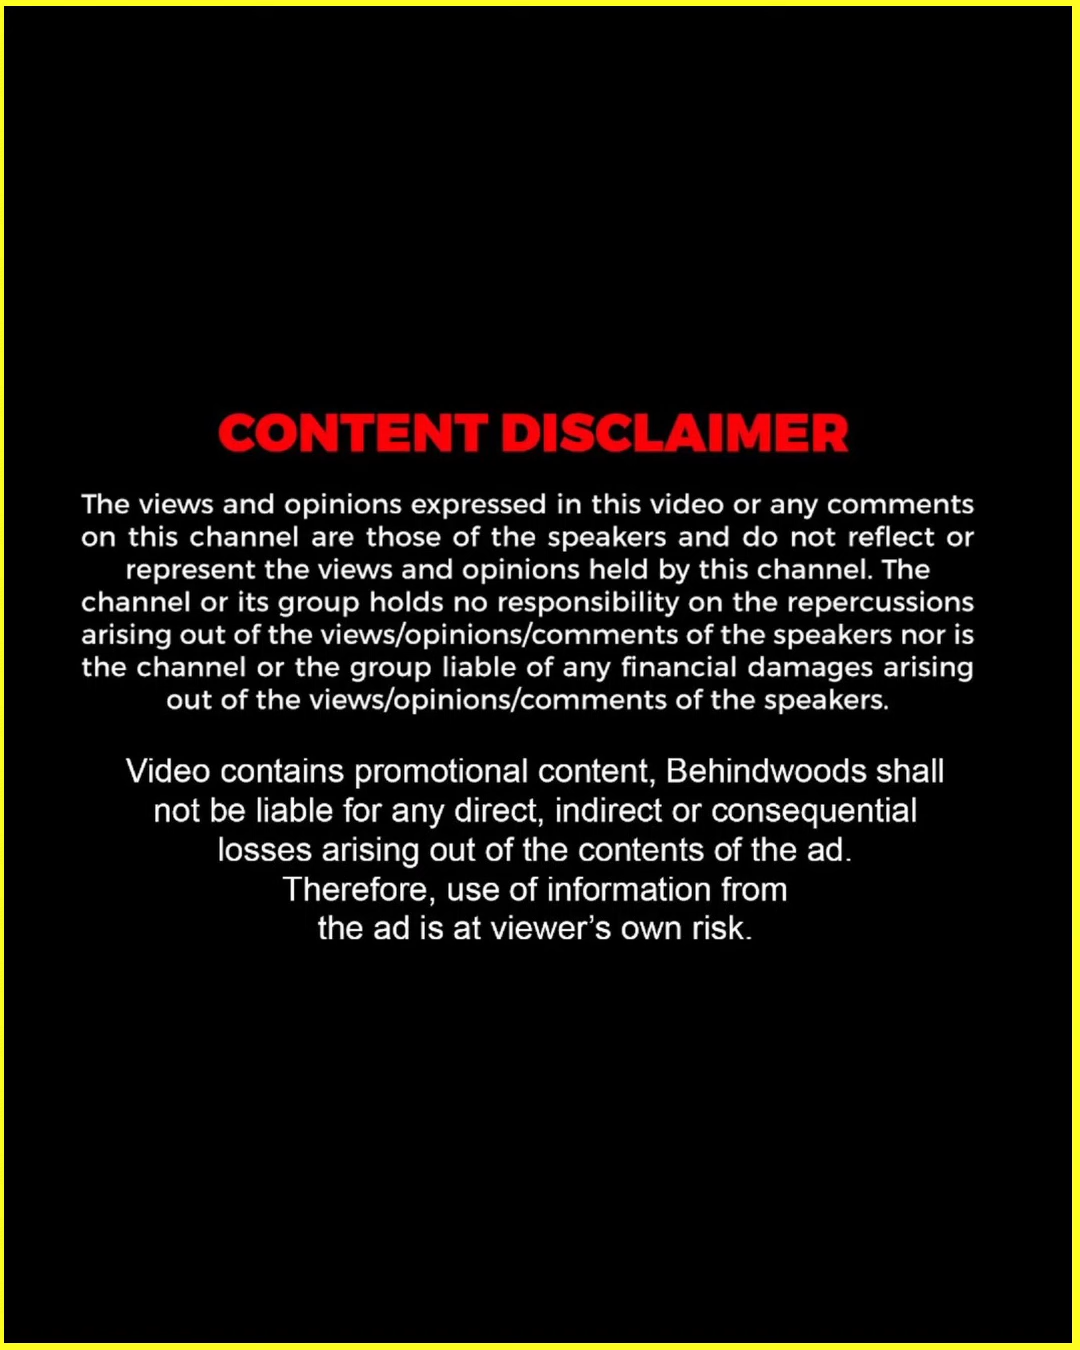 CONTENT DISCLAIMER
The views and opinions expressed in this video or any comments
on this channel are those of the speakers and do not reflect or
represent the views and opinions held by this channel. The
channel or its group holds no responsibility on the repercussions
arising out of the views/opinions/comments of the speakers nor is
the channel or the group liable of any financial damages arising
out of the views/opinions/comments of the speakers.
Video contains promotional content, Behindwoods shall
not be liable for any direct, indirect or consequential
losses arising out of the contents of the ad.
Therefore, use of information from
the ad is at viewer’s own risk.